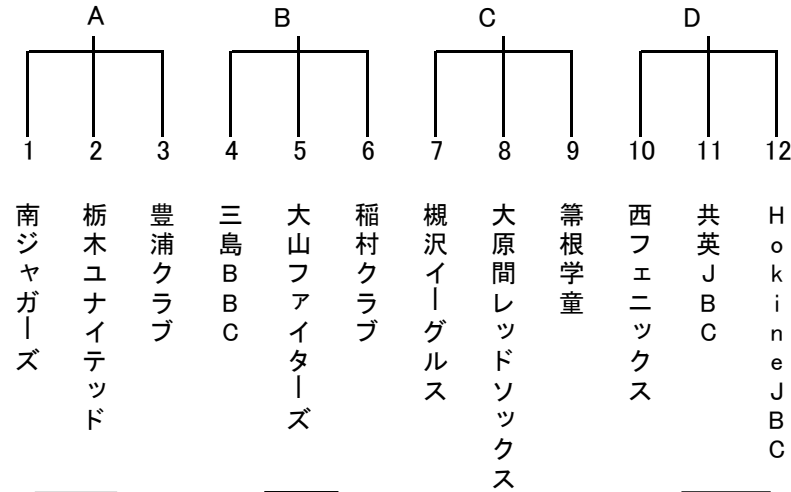 A
B
C
D
1
2
3
4
5
6
7
8
9
10
11
12
南ジャガーズ
栃木ユナイテッド
豊浦クラブ
三島BBC
大山ファイターズ
稲村クラブ
槻沢イーグルス
大原間レッドソックス
箒根学童
西フェニックス
共英JBC
HokineJBC